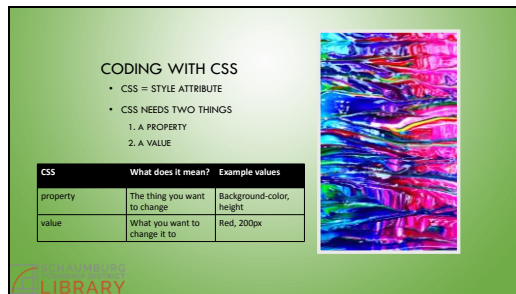 CODING WITH CSS
• CSS = STYLE ATTRIBUTE
• CSS NEEDS TWO THINGS
1. A PROPERTY
2. A VALUE
CSS What does it mean? Example values
property The thing you want to change Background-color, height
value What you want to change it to Red, 200px
SCHAUMBURG
TOWNSHIP DISTRICT
LIBRARY